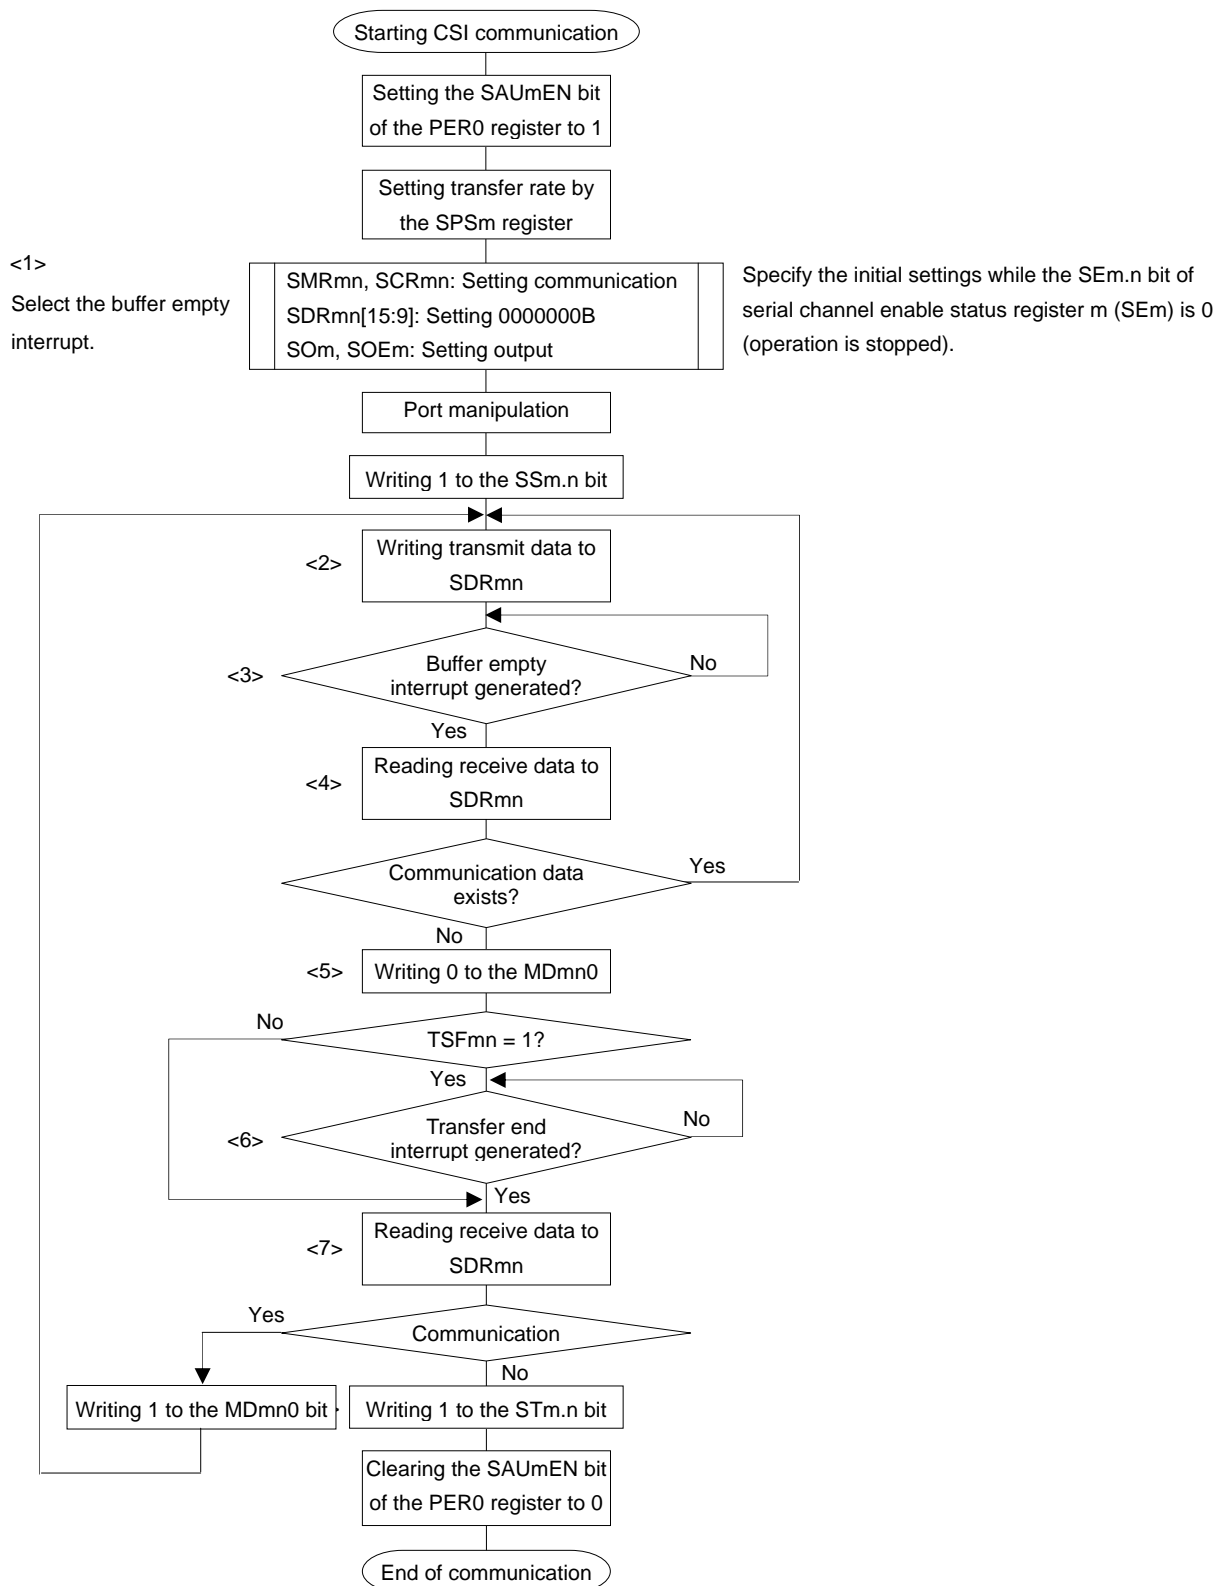 Starting CSI communication
Setting the SAUmEN bit
of the PER0 register to 1
Setting transfer rate by
the SPSm register
<1>
Select the buffer empty
interrupt.
SMRmn, SCRmn: Setting communication
SDRmn[15:9]: Setting 0000000B
SOm, SOEm: Setting output
Specify the initial settings while the SEm.n bit of
serial channel enable status register m (SEm) is 0
(operation is stopped).
Port manipulation
Writing 1 to the SSm.n bit
<2>
Writing transmit data to
SDRmn
<3>
Buffer empty
interrupt generated?
No
Yes
<4>
Reading receive data to
SDRmn
Communication data
exists?
Yes
No
<5>
Writing 0 to the MDmn0
No
TSFmn = 1?
Yes
<6>
Transfer end
interrupt generated?
No
Yes
<7>
Reading receive data to
SDRmn
Yes
Communication
No
Writing 1 to the MDmn0 bit
Writing 1 to the STm.n bit
Clearing the SAUmEN bit
of the PER0 register to 0
End of communication